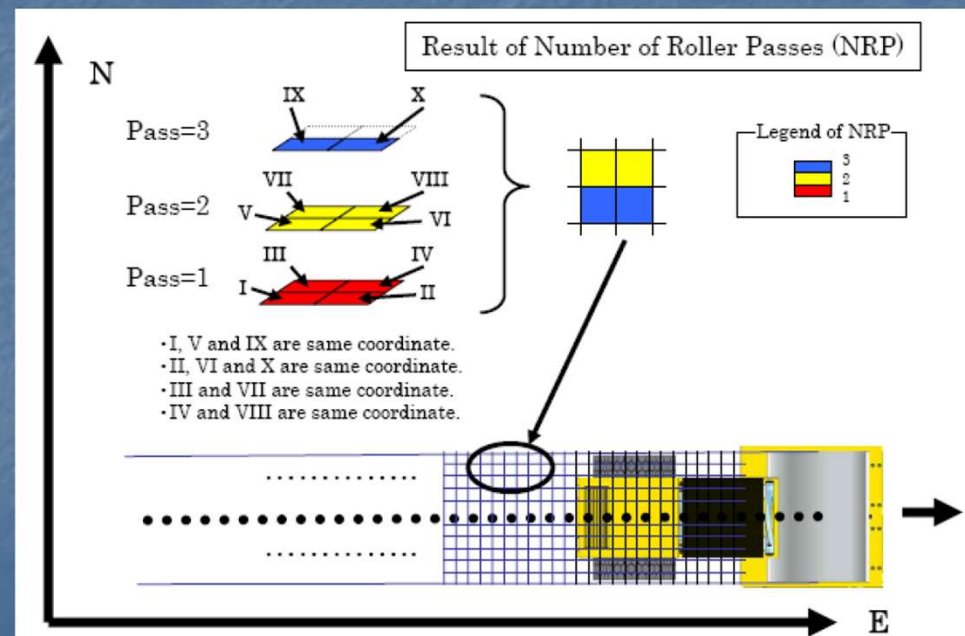 Result of Number of Roller Passes (NRP)
N
IX X
Pass=3
Legend of NRP
3
2
1
VII VIII
Pass=2
V VI
III IV
Pass=1
I II
・I, V and IX are same coordinate.
・II, VI and X are same coordinate.
・III and VII are same coordinate.
・IV and VIII are same coordinate.
E